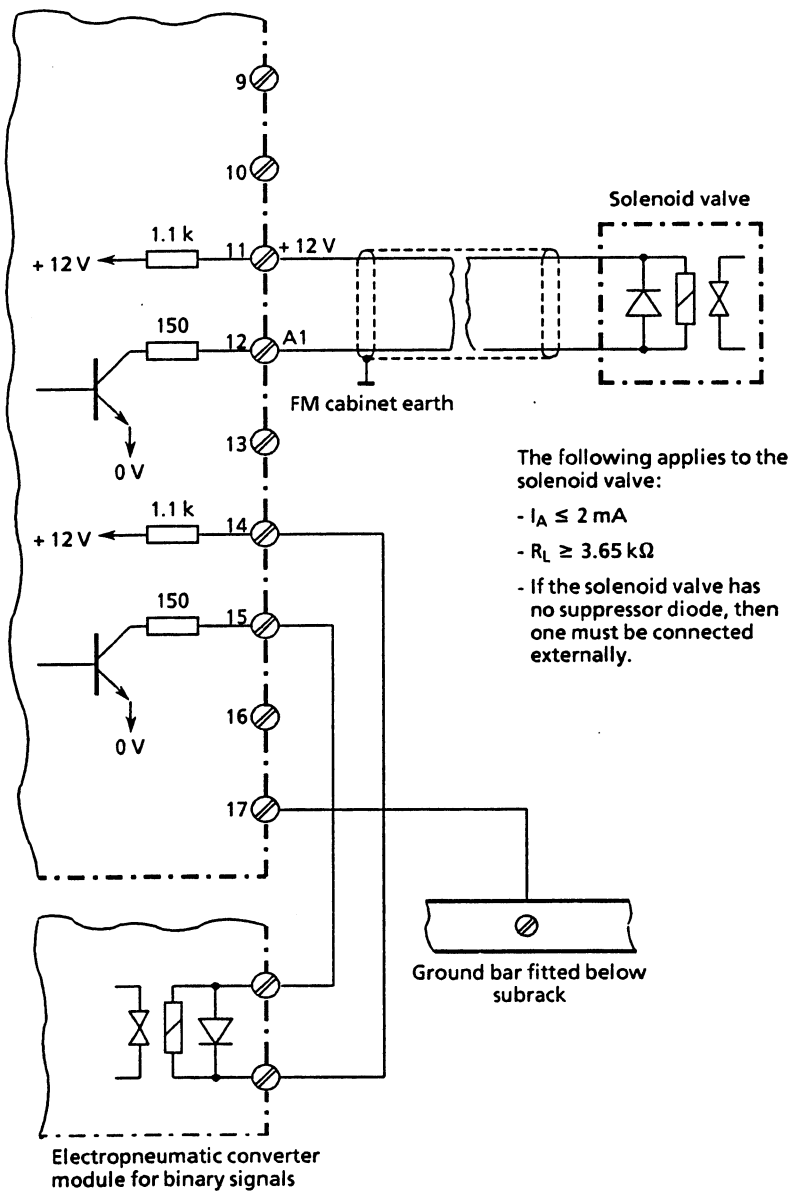 9
10
Solenoid valve
1.1 k
11
+ 12 V
+ 12 V
150
12
A1
FM cabinet earth
13
0 V
The following applies to the
solenoid valve:
- IA ≤ 2 mA
- RL ≥ 3.65 kΩ
- If the solenoid valve has
no suppressor diode, then
one must be connected
externally.
1.1 k
14
+ 12 V
150
15
16
0 V
17
Ground bar fitted below
subrack
Electropneumatic converter
module for binary signals